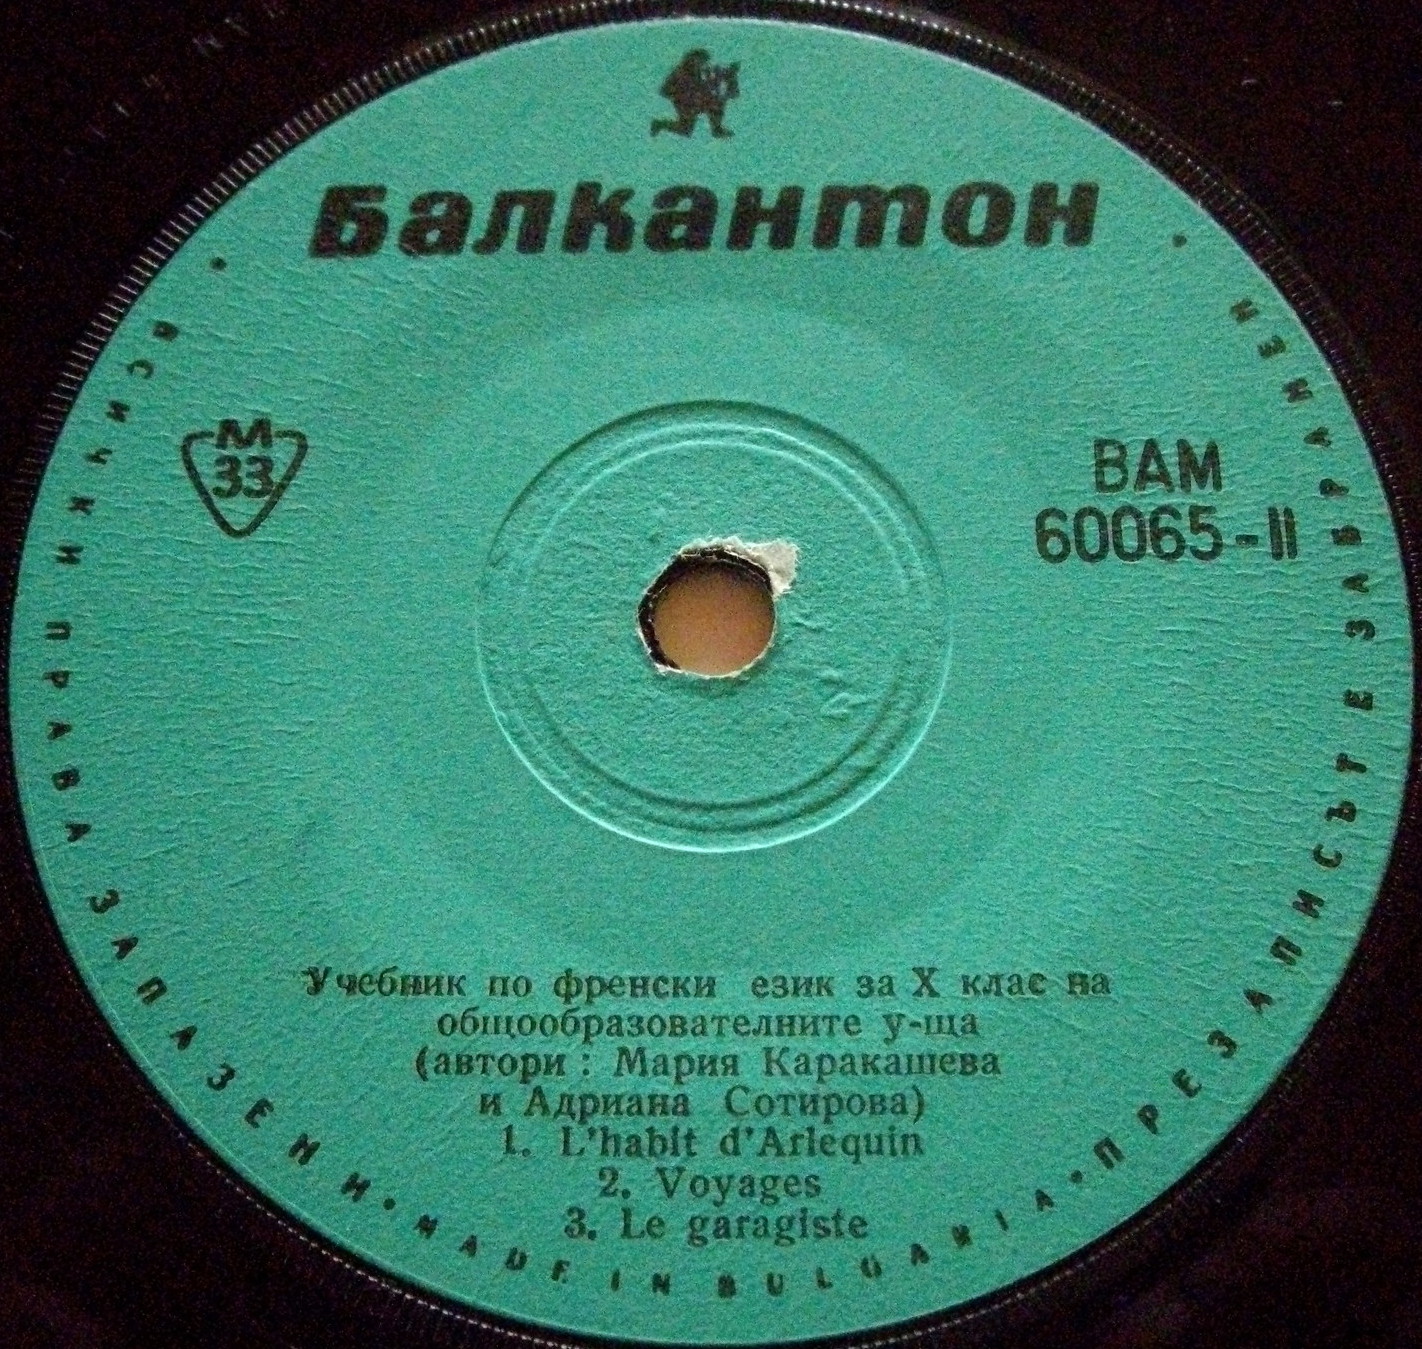 Балкантон
М
33
ВАМ
60065-II
Учебник по френски език за X клас на
общообразователните у-ща
(автори : Мария Каракашева
и Адриана Сотирова)
1. L'habit d'Arlequin
2. Voyages
3. Le garagiste
ВСИЧКИ ПРАВА ЗАПАЗЕНИ • MADE IN BULGARIA • ПРЕЗАПИСЪТ Е ЗАБРАНЕН